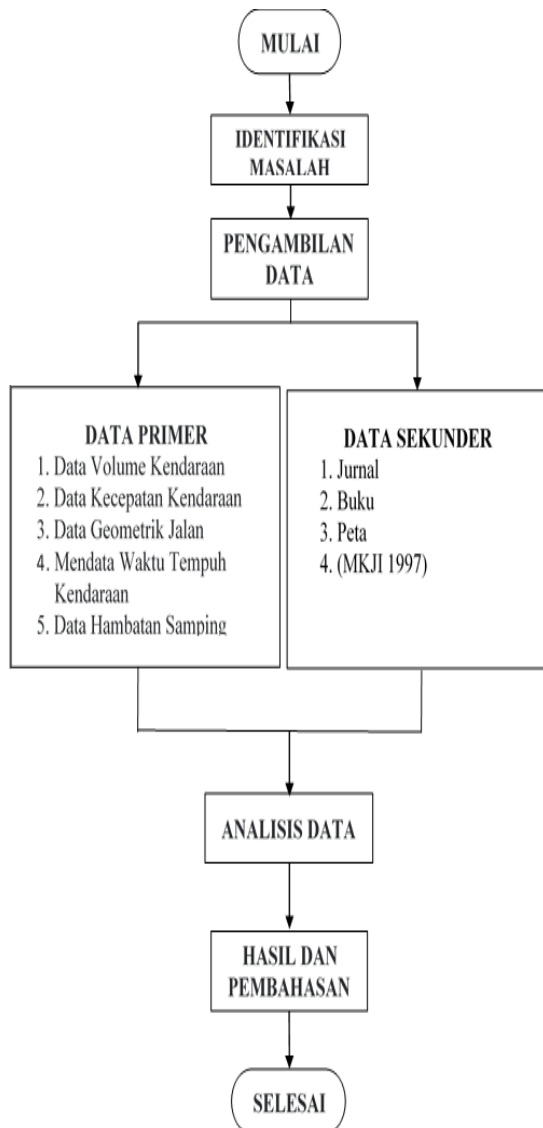 MULAI
IDENTIFIKASI
MASALAH
PENGAMBILAN
DATA
DATA PRIMER
1. Data Volume Kendaraan
2. Data Kecepatan Kendaraan
3. Data Geometrik Jalan
4. Mendata Waktu Tempuh
Kendaraan
5. Data Hambatan Samping
DATA SEKUNDER
1. Jurnal
2. Buku
3. Peta
4. (MKJI 1997)
ANALISIS DATA
HASIL DAN
PEMBAHASAN
SELESAI